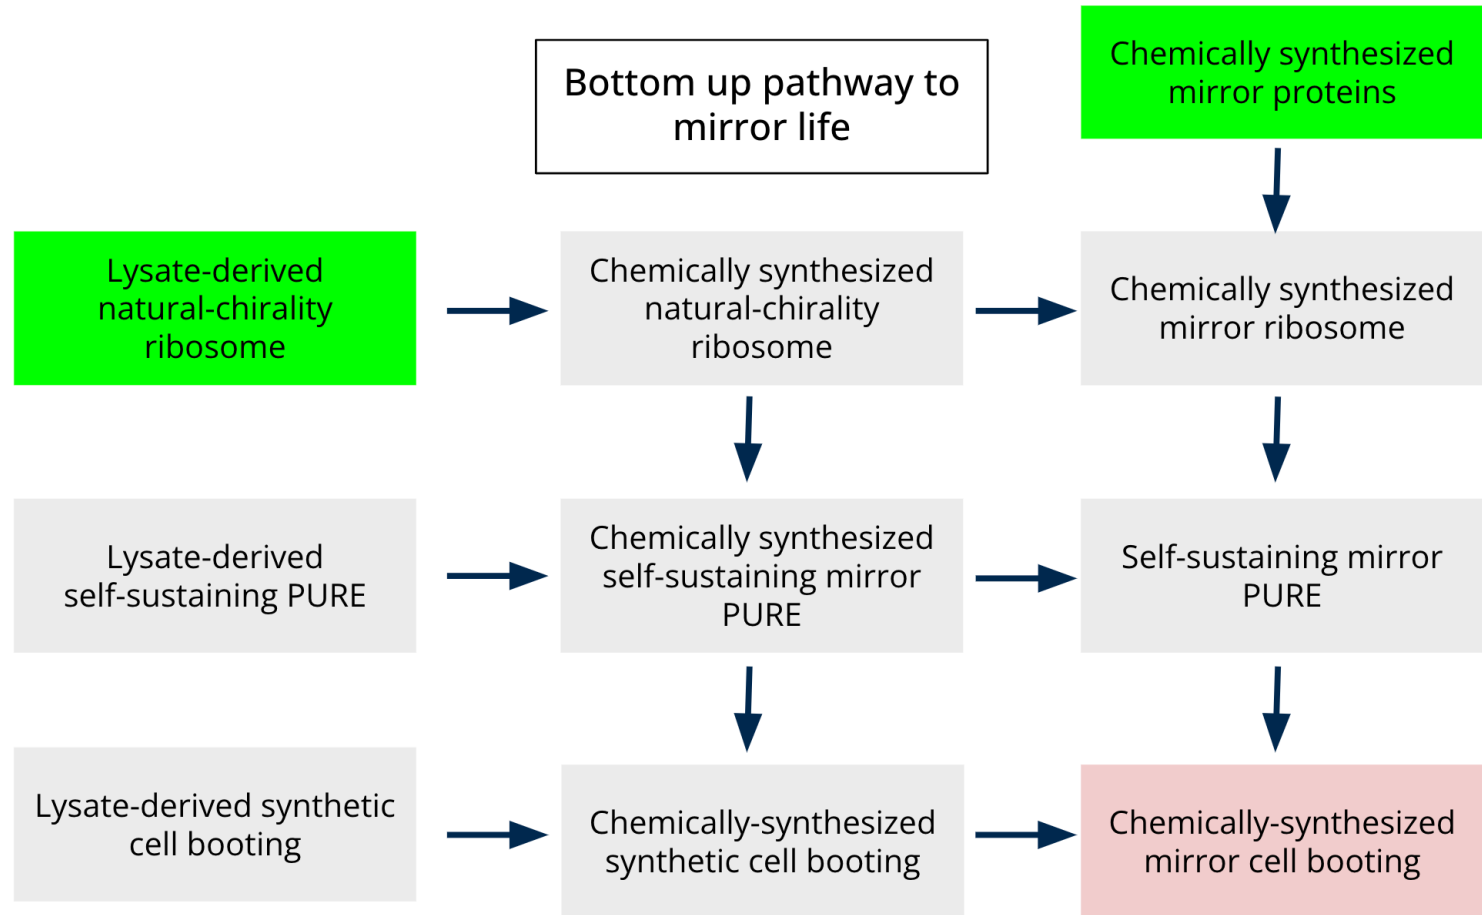 Bottom up pathway to
mirror life
Chemically synthesized
mirror proteins
Lysate-derived
natural-chirality
ribosome
Chemically synthesized
natural-chirality
ribosome
Chemically synthesized
mirror ribosome
Lysate-derived
self-sustaining PURE
Chemically synthesized
self-sustaining mirror
PURE
Self-sustaining mirror
PURE
Lysate-derived synthetic
cell booting
Chemically-synthesized
synthetic cell booting
Chemically-synthesized
mirror cell booting